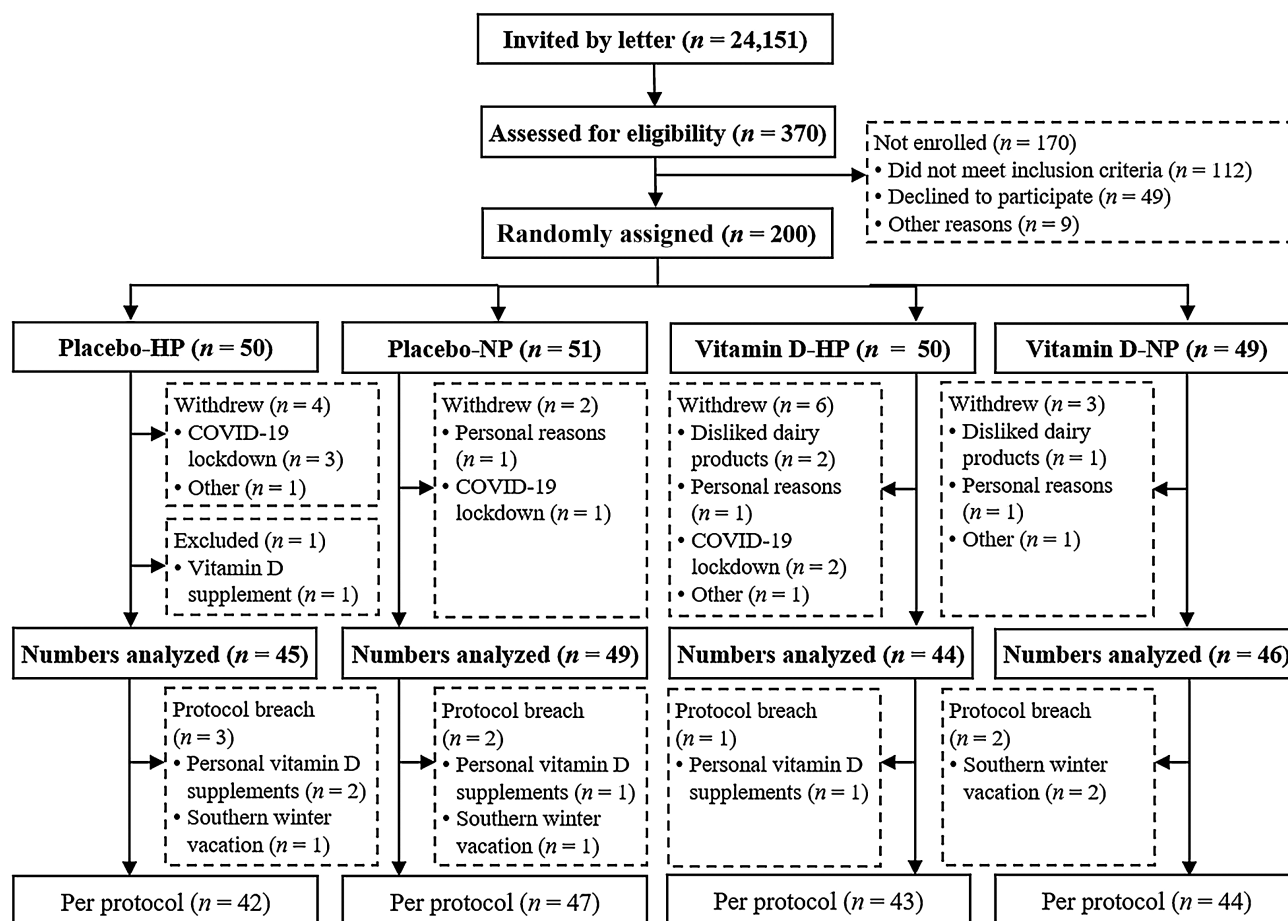 Invited by letter (n = 24,151)
Assessed for eligibility (n = 370)
Not enrolled (n = 170)
• Did not meet inclusion criteria (n = 112)
• Declined to participate (n = 49)
• Other reasons (n = 9)
Randomly assigned (n = 200)
Placebo-HP (n = 50)
Placebo-NP (n = 51)
Vitamin D-HP (n = 50)
Vitamin D-NP (n = 49)
Withdrew (n = 4)
• COVID-19
lockdown (n = 3)
• Other (n = 1)
Excluded (n = 1)
• Vitamin D
supplement (n = 1)
Withdrew (n = 2)
• Personal reasons
(n = 1)
• COVID-19
lockdown (n = 1)
Withdrew (n = 6)
• Disliked dairy
products (n = 2)
• Personal reasons
(n = 1)
• COVID-19
lockdown (n = 2)
• Other (n = 1)
Withdrew (n = 3)
• Disliked dairy
products (n = 1)
• Personal reasons
(n = 1)
• Other (n = 1)
Numbers analyzed (n = 45)
Numbers analyzed (n = 49)
Numbers analyzed (n = 44)
Numbers analyzed (n = 46)
Protocol breach
(n = 3)
• Personal vitamin D
supplements (n = 2)
• Southern winter
vacation (n = 1)
Protocol breach
(n = 2)
• Personal vitamin D
supplements (n = 1)
• Southern winter
vacation (n = 1)
Protocol breach
(n = 1)
• Personal vitamin D
supplements (n = 1)
Protocol breach
(n = 2)
• Southern winter
vacation (n = 2)
Per protocol (n = 42)
Per protocol (n = 47)
Per protocol (n = 43)
Per protocol (n = 44)